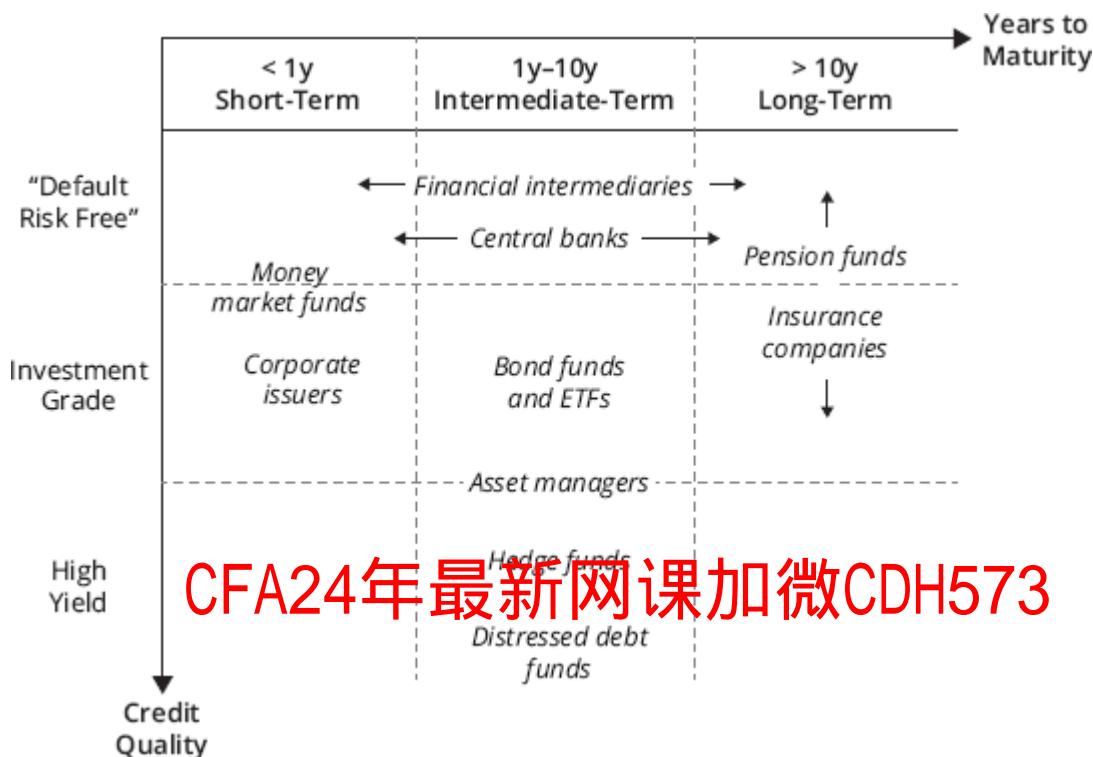 Years to
Maturity
< 1y
Short-Term
1y–10y
Intermediate-Term
> 10y
Long-Term
“Default
Risk Free”
Financial intermediaries
Central banks
Pension funds
Money
market funds
Insurance
companies
Investment
Grade
Corporate
issuers
Bond funds
and ETFs
Asset managers
High
Yield
Hedge funds
CFA24年最新网课加微CDH573
Distressed debt
funds
Credit
Quality